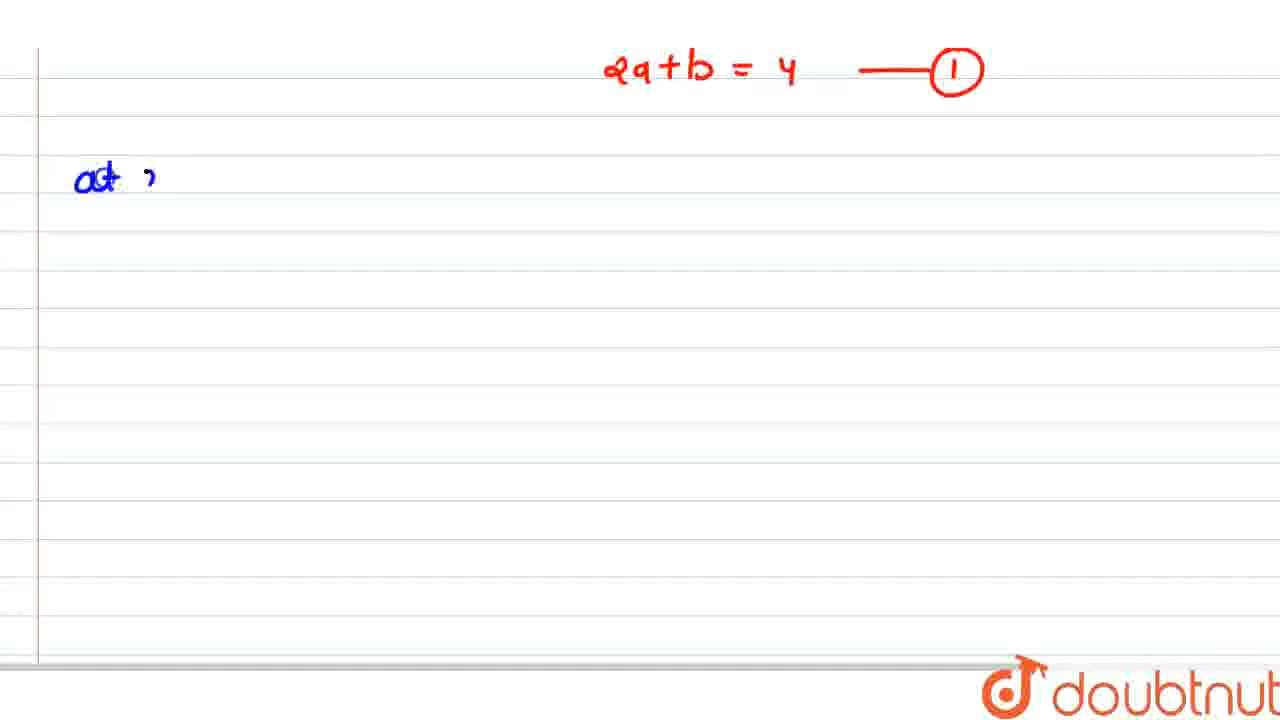 2a+b = 4 —— ①
at
doubtnut